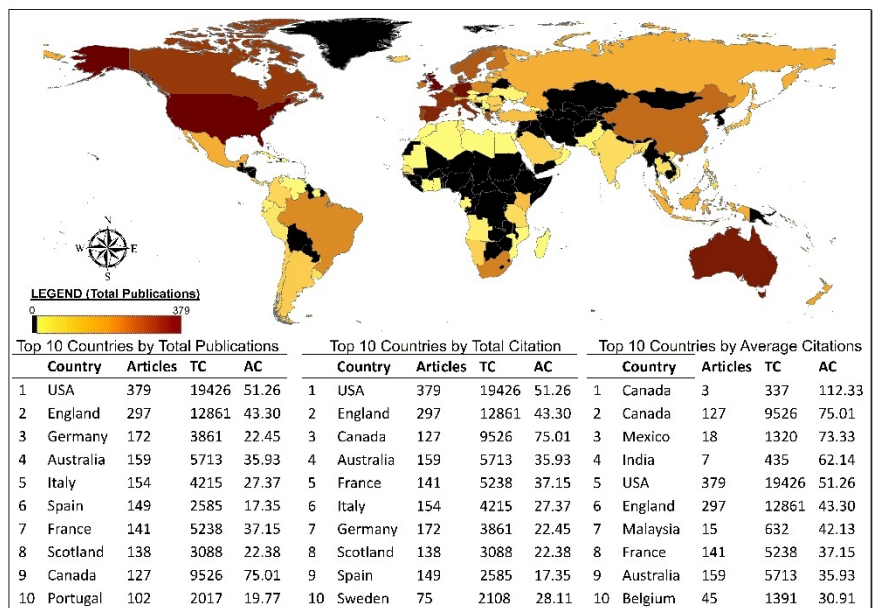 N
W E
S
LEGEND (Total Publications)
0 379
Top 10 Countries by Total Publications
Country Articles TC AC
1 USA 379 19426 51.26
2 England 297 12861 43.30
3 Germany 172 3861 22.45
4 Australia 159 5713 35.93
5 Italy 154 4215 27.37
6 Spain 149 2585 17.35
7 France 141 5238 37.15
8 Scotland 138 3088 22.38
9 Canada 127 9526 75.01
10 Portugal 102 2017 19.77
Top 10 Countries by Total Citation
Country Articles TC AC
1 USA 379 19426 51.26
2 England 297 12861 43.30
3 Canada 127 9526 75.01
4 Australia 159 5713 35.93
5 France 141 5238 37.15
6 Italy 154 4215 27.37
7 Germany 172 3861 22.45
8 Scotland 138 3088 22.38
9 Spain 149 2585 17.35
10 Sweden 75 2108 28.11
Top 10 Countries by Average Citations
Country Articles TC AC
1 Canada 3 337 112.33
2 Canada 127 9526 75.01
3 Mexico 18 1320 73.33
4 India 7 435 62.14
5 USA 379 19426 51.26
6 England 297 12861 43.30
7 Malaysia 15 632 42.13
8 France 141 5238 37.15
9 Australia 159 5713 35.93
10 Belgium 45 1391 30.91